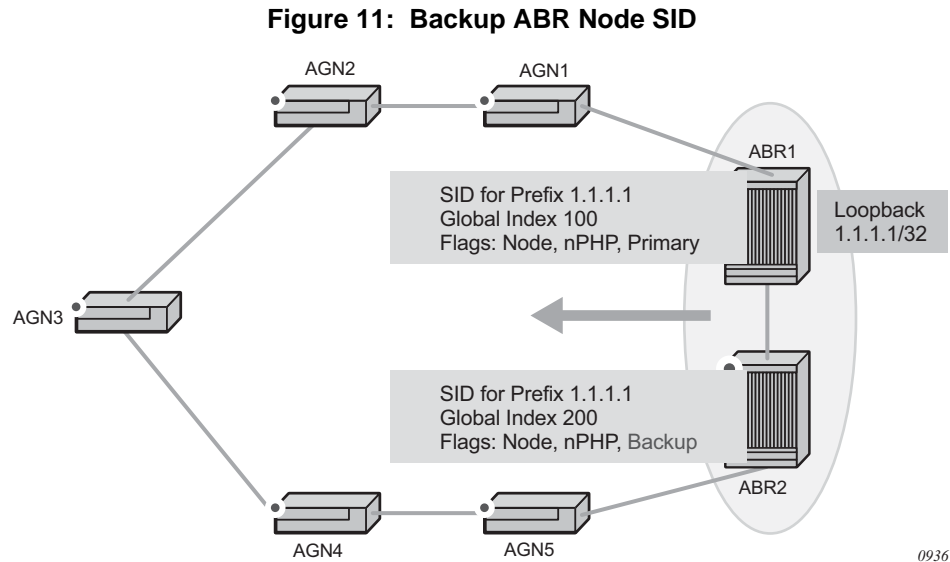 Figure 11:  Backup ABR Node SID
AGN2
AGN1
ABR1
SID for Prefix 1.1.1.1
Global Index 100
Flags: Node, nPHP, Primary
Loopback
1.1.1.1/32
AGN3
SID for Prefix 1.1.1.1
Global Index 200
Flags: Node, nPHP, Backup
ABR2
AGN4
AGN5
0936